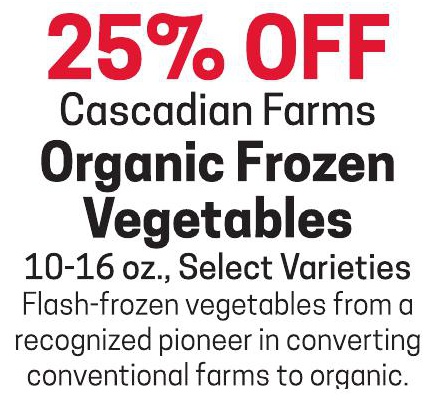 25% OFF
Cascadian Farms
Organic Frozen
Vegetables
10-16 oz., Select Varieties
Flash-frozen vegetables from a
recognized pioneer in converting
conventional farms to organic.